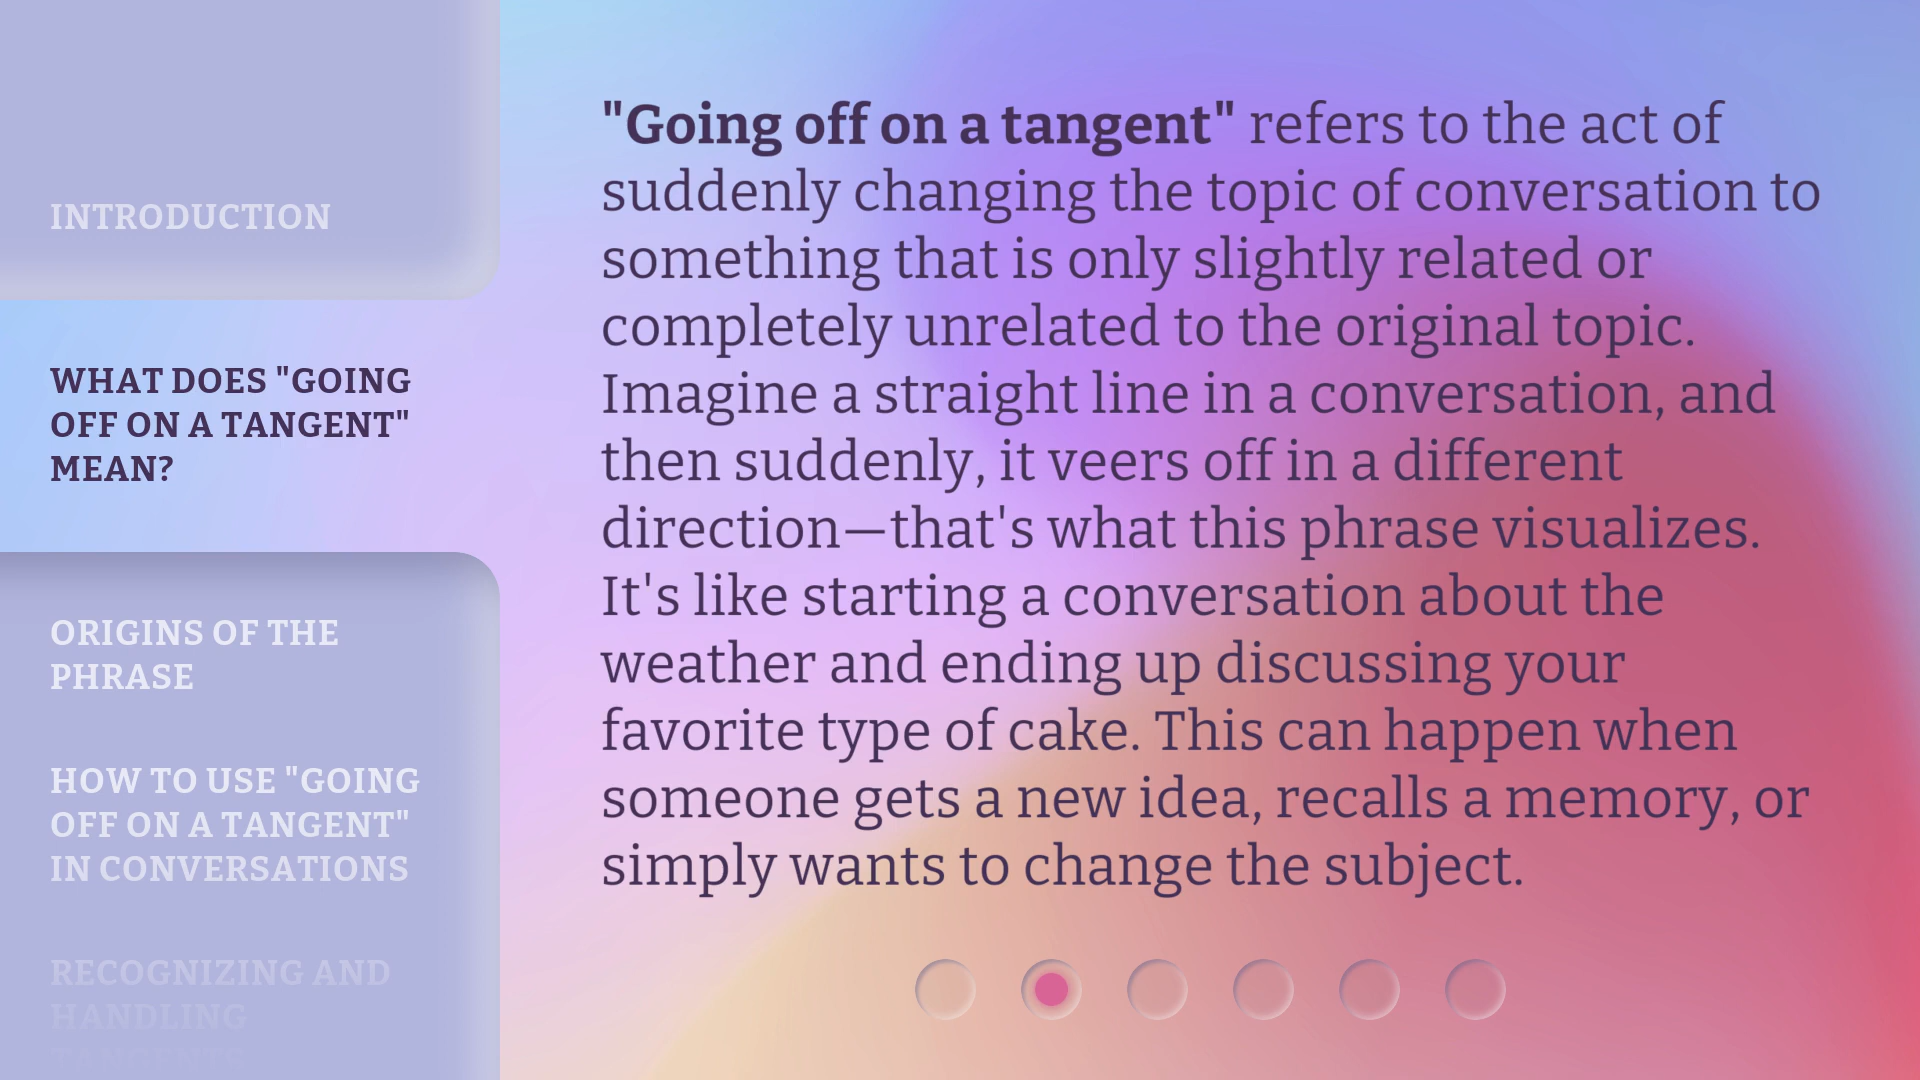 INTRODUCTION
WHAT DOES "GOING
OFF ON A TANGENT"
MEAN?
ORIGINS OF THE
PHRASE
HOW TO USE "GOING
OFF ON A TANGENT"
IN CONVERSATIONS
RECOGNIZING AND
HANDLING
TANGENTS
"Going off on a tangent" refers to the act of
suddenly changing the topic of conversation to
something that is only slightly related or
completely unrelated to the original topic.
Imagine a straight line in a conversation, and
then suddenly, it veers off in a different
direction—that's what this phrase visualizes.
It's like starting a conversation about the
weather and ending up discussing your
favorite type of cake. This can happen when
someone gets a new idea, recalls a memory, or
simply wants to change the subject.